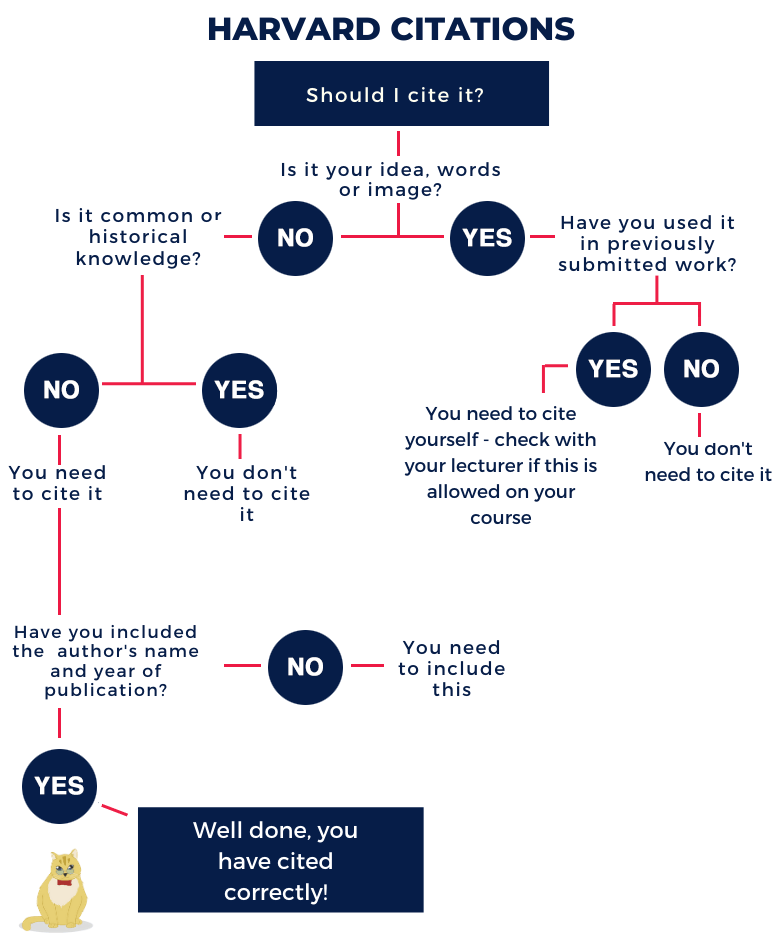 HARVARD CITATIONS
Should I cite it?
Is it your idea, words
or image?
Is it common or
historical
knowledge?
NO
YES
Have you used it
in previously
submitted work?
NO
YES
YES
NO
You need to cite
yourself - check with
your lecturer if this is
allowed on your
course
You don't
need to cite it
You need
to cite it
You don't
need to cite
it
Have you included
the author's name
and year of
publication?
NO
You need
to include
this
YES
Well done, you
have cited
correctly!